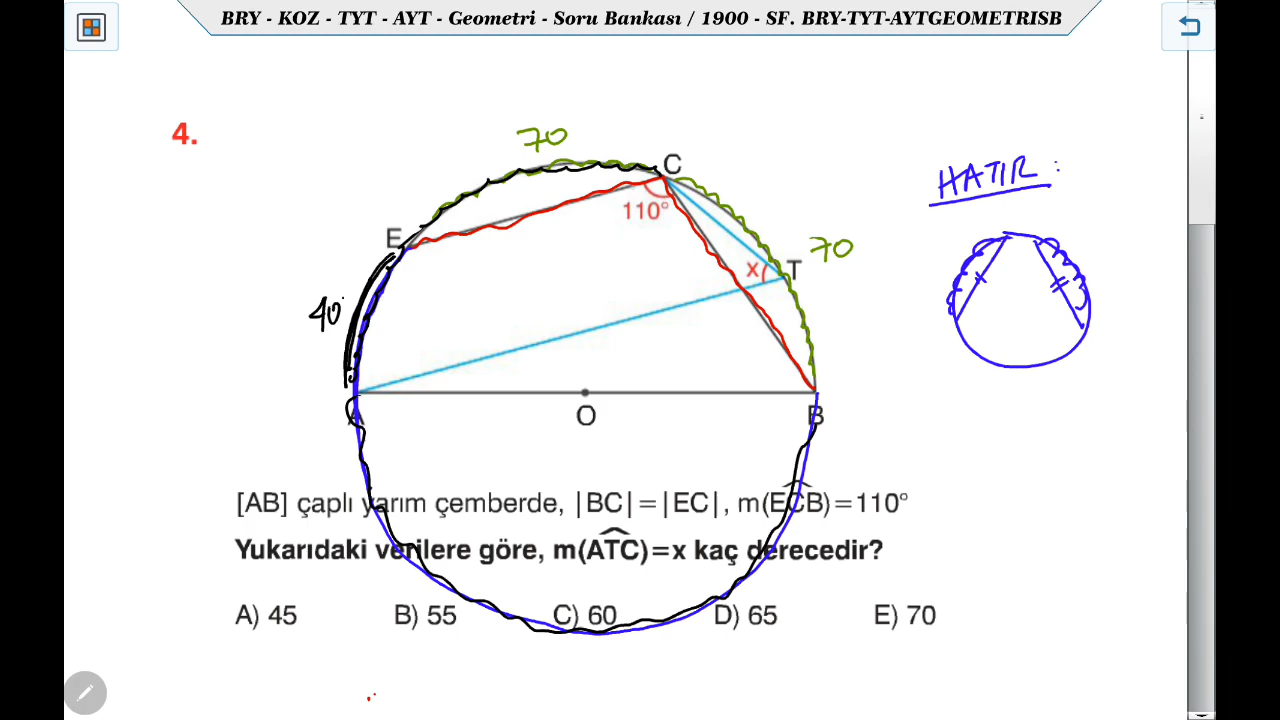 BRY - KOZ - TYT - AYT - Geometri - Soru Bankası / 1900 - SF. BRY-TYT-AYTGEOMETRISB
4.
70
C
HATIR :
110°
E
70
x
T
40°
A
O
B
[AB] çaplı yarım çemberde, |BC|=|EC|, m(ECB)=110°
Yukarıdaki verilere göre, m(ATC)=x kaç derecedir?
A) 45 B) 55 C) 60 D) 65 E) 70